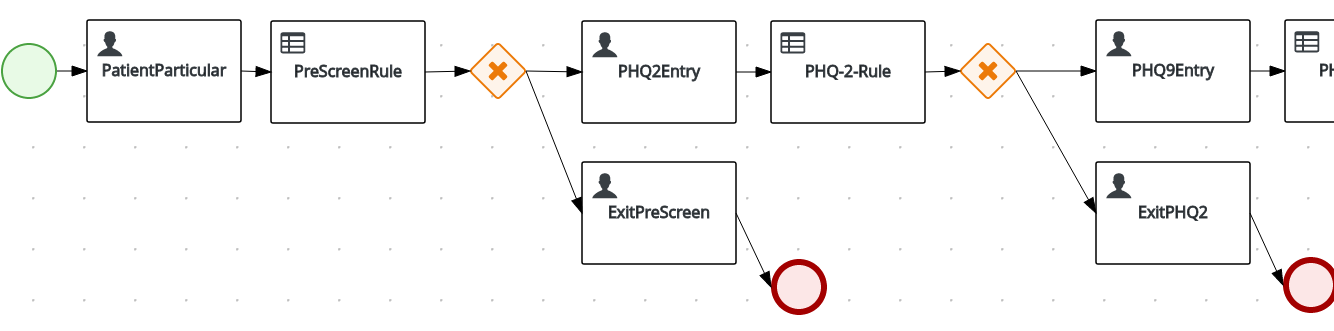 PatientParticular
PreScreenRule
PHQ2Entry
PHQ-2-Rule
PHQ9Entry
ExitPreScreen
ExitPHQ2